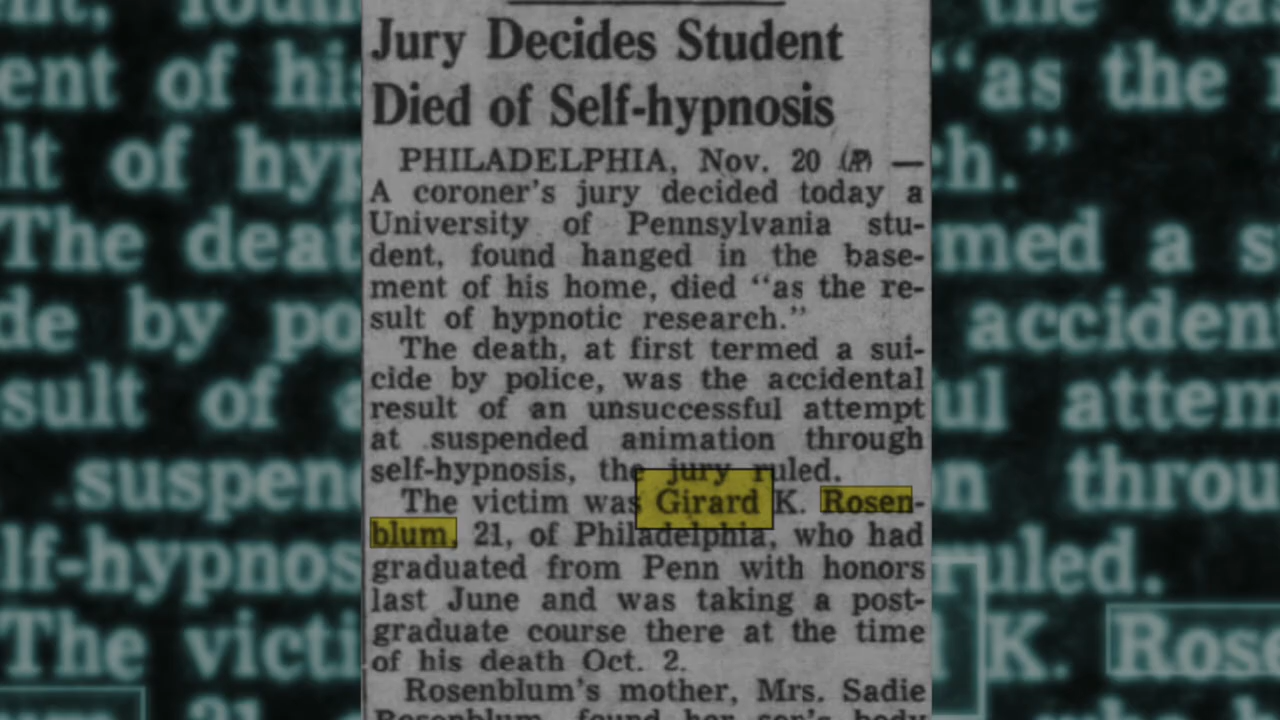 Jury Decides Student
Died of Self-hypnosis
PHILADELPHIA, Nov. 20 (AP) —
A coroner's jury decided today a
University of Pennsylvania stu-
dent, found hanged in the base-
ment of his home, died “as the re-
sult of hypnotic research.”
The death, at first termed a sui-
cide by police, was the accidental
result of an unsuccessful attempt
at suspended animation through
self-hypnosis, the jury ruled.
The victim was Girard K. Rosen-
blum, 21, of Philadelphia, who had
graduated from Penn with honors
last June and was taking a post-
graduate course there at the time
of his death Oct. 2.
Rosenblum's mother, Mrs. Sadie
Rosenblum, found her son's body